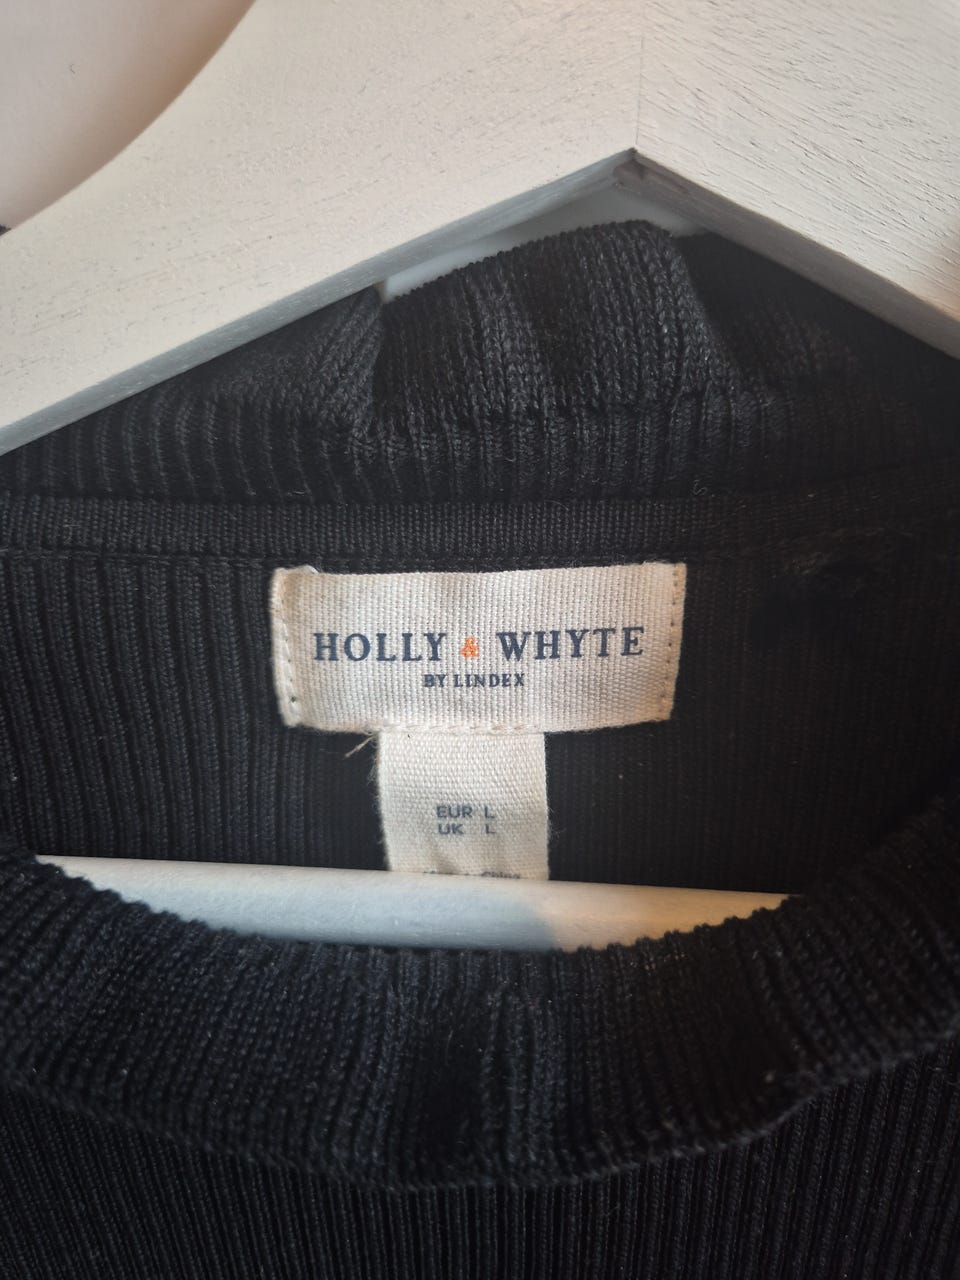 HOLLY & WHYTE
BY LINDEX
EUR L
UK L